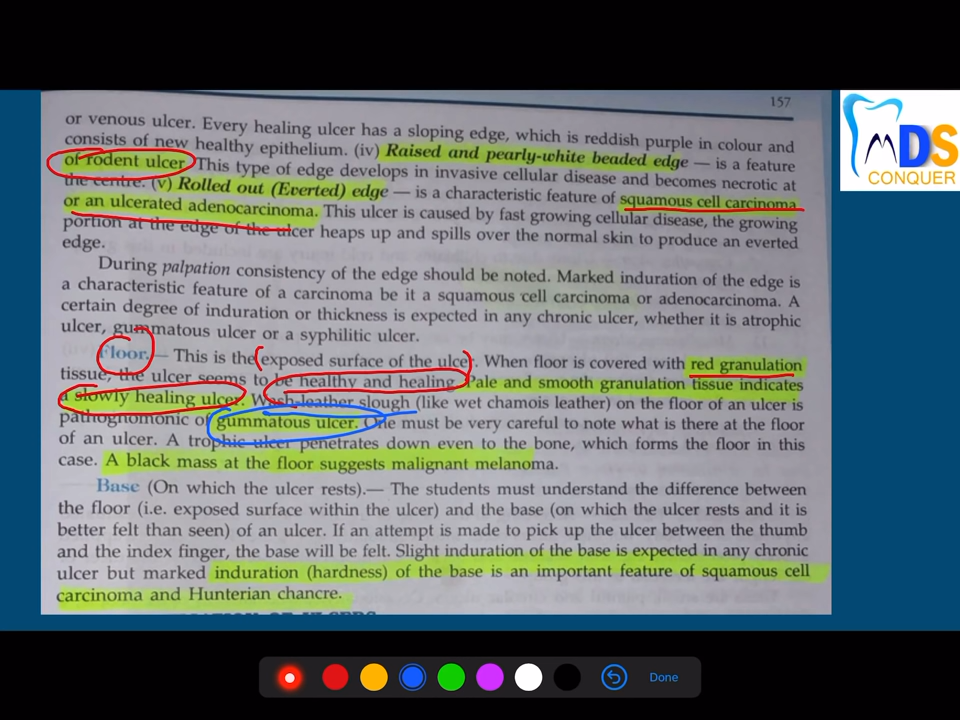 157
MDS
CONQUER
or venous ulcer. Every healing ulcer has a sloping edge, which is reddish purple in colour and
consists of new healthy epithelium. (iv) Raised and pearly-white beaded edge — is a feature
of rodent ulcer. This type of edge develops in invasive cellular disease and becomes necrotic at
the centre. (v) Rolled out (Everted) edge — is a characteristic feature of squamous cell carcinoma
or an ulcerated adenocarcinoma. This ulcer is caused by fast growing cellular disease, the growing
portion at the edge of the ulcer heaps up and spills over the normal skin to produce an everted
edge.
During palpation consistency of the edge should be noted. Marked induration of the edge is
a characteristic feature of a carcinoma be it a squamous cell carcinoma or adenocarcinoma. A
certain degree of induration or thickness is expected in any chronic ulcer, whether it is atrophic
ulcer, gummatous ulcer or a syphilitic ulcer.
Floor.— This is the exposed surface of the ulcer. When floor is covered with red granulation
tissue, the ulcer seems to be healthy and healing. Pale and smooth granulation tissue indicates
a slowly healing ulcer. Wash-leather slough (like wet chamois leather) on the floor of an ulcer is
pathognomonic of gummatous ulcer. One must be very careful to note what is there at the floor
of an ulcer. A trophic ulcer penetrates down even to the bone, which forms the floor in this
case. A black mass at the floor suggests malignant melanoma.
Base (On which the ulcer rests).— The students must understand the difference between
the floor (i.e. exposed surface within the ulcer) and the base (on which the ulcer rests and it is
better felt than seen) of an ulcer. If an attempt is made to pick up the ulcer between the thumb
and the index finger, the base will be felt. Slight induration of the base is expected in any chronic
ulcer but marked induration (hardness) of the base is an important feature of squamous cell
carcinoma and Hunterian chancre.
Done